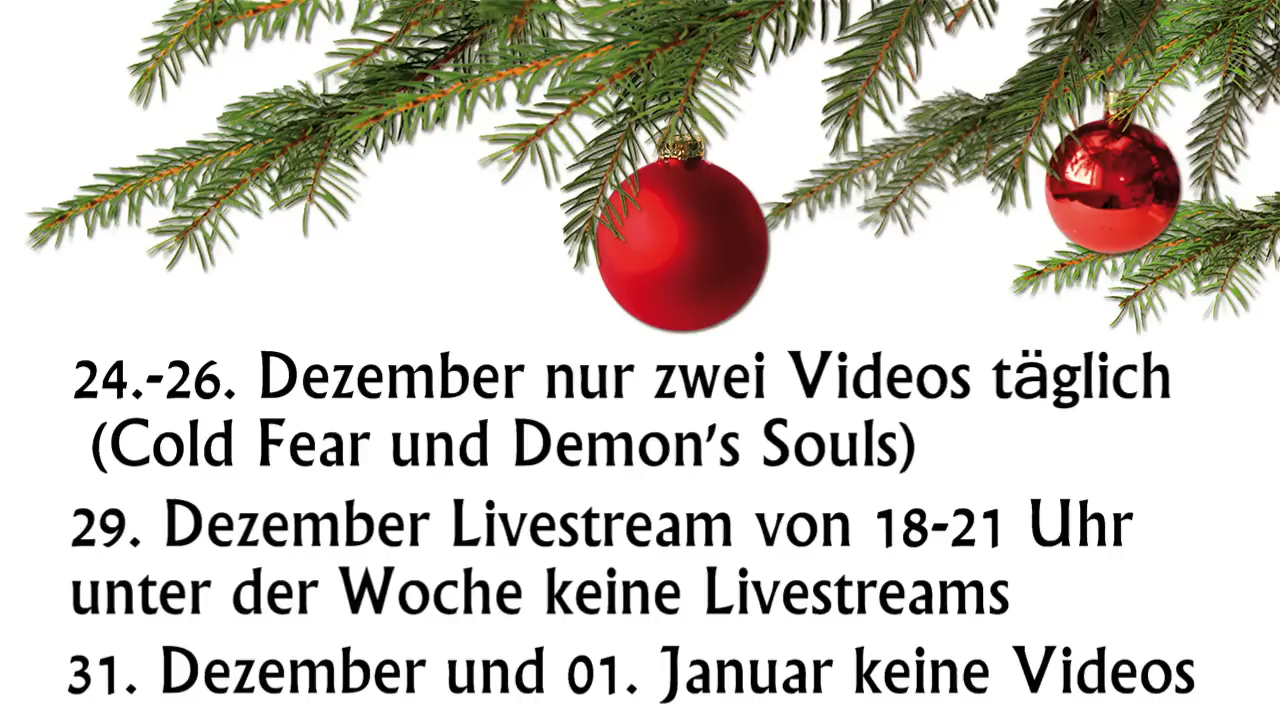 24.-26. Dezember nur zwei Videos täglich
(Cold Fear und Demon's Souls)
29. Dezember Livestream von 18-21 Uhr
unter der Woche keine Livestreams
31. Dezember und 01. Januar keine Videos